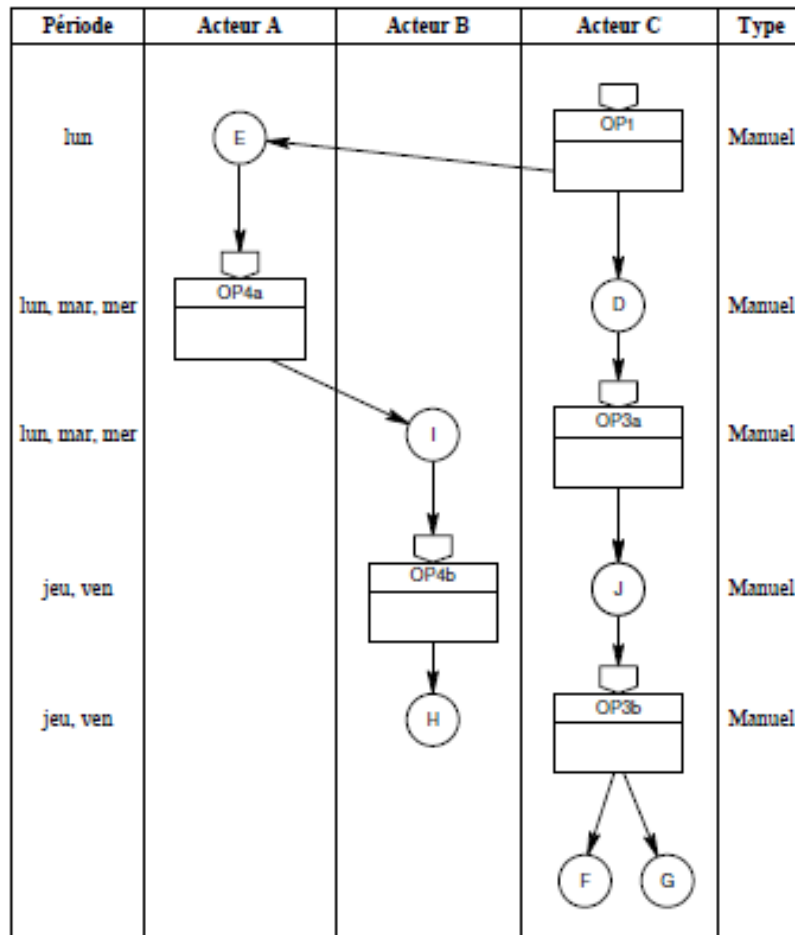 Période Acteur A Acteur B Acteur C Type
lun E OP1 Manuel
lun, mar, mer OP4a D Manuel
lun, mar, mer I OP3a Manuel
jeu, ven OP4b J Manuel
jeu, ven H OP3b Manuel
F G